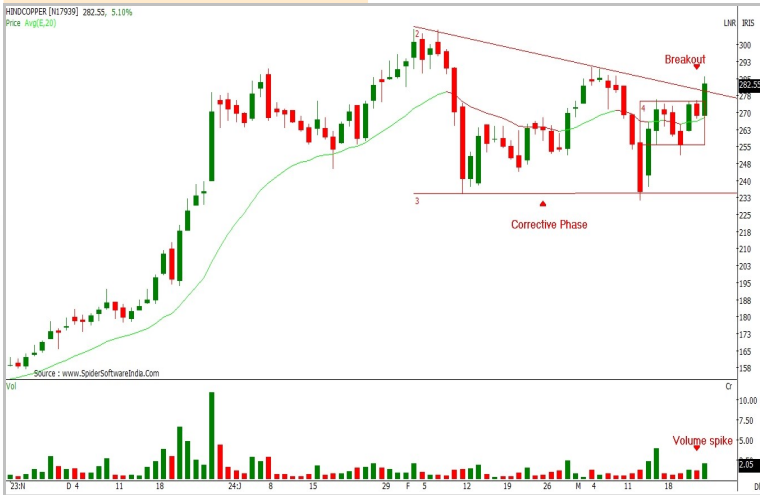 HINDCOPPER [N17939] 282.55, 5.10%
Price Avg(E,20)
LNR IRIS
2
Breakout
300
293
285
282.55
278
270
263
255
248
240
233
225
218
210
203
195
188
180
173
165
158
4
3
Corrective Phase
Source : www.SpiderSoftwareIndia.Com
Vol
Cr
10.00
7.50
5.00
2.05
Volume spike
23:N D 4 11 18 24:J 8 15 29 F 5 12 19 26 M 4 11 18